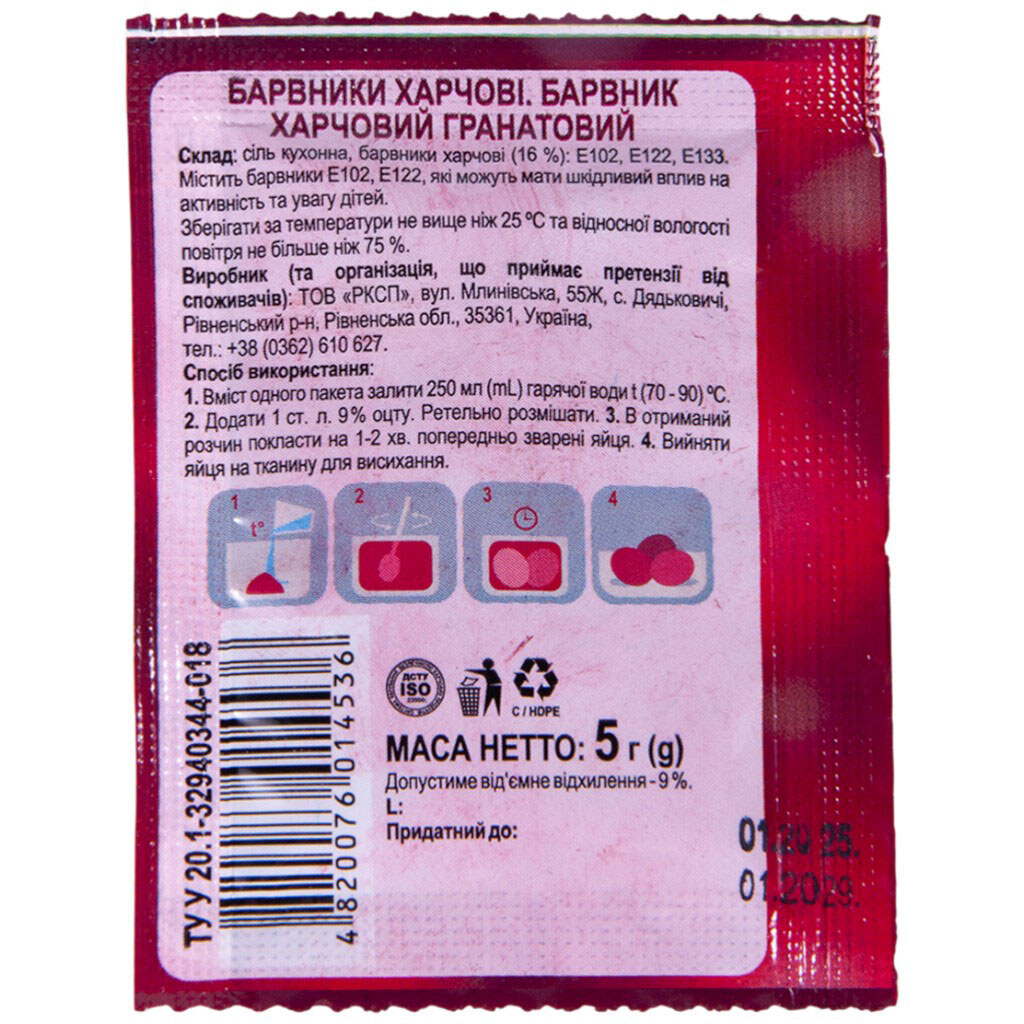 БАРВНИКИ ХАРЧОВІ. БАРВНИК
ХАРЧОВИЙ ГРАНАТОВИЙ
Склад: сіль кухонна, барвники харчові (16 %): Е102, Е122, Е133.
Містить барвники Е102, Е122, які можуть мати шкідливий вплив на
активність та увагу дітей.
Зберігати за температури не вище ніж 25 ºС та відносної вологості
повітря не більше ніж 75 %.
Виробник (та організація, що приймає претензії від
споживачів): ТОВ «РКСП», вул. Млинівська, 55Ж, с. Дядьковичі,
Рівненський р-н, Рівненська обл., 35361, Україна,
тел.: +38 (0362) 610 627.
Спосіб використання:
1. Вміст одного пакета залити 250 мл (mL) гарячої води t (70 - 90) ºС.
2. Додати 1 ст. л. 9% оцту. Ретельно розмішати. 3. В отриманий
розчин покласти на 1-2 хв. попередньо зварені яйця. 4. Вийняти
яйця на тканину для висихання.
1 t° 2 3 4
ТУ У 20.1-32940344-018
4820076014536
ДСТУ
ISO
22000
C / HDPE
МАСА НЕТТО: 5 г (g)
Допустиме від'ємне відхилення - 9 %.
L:
Придатний до:
01.2025.
01.2029.